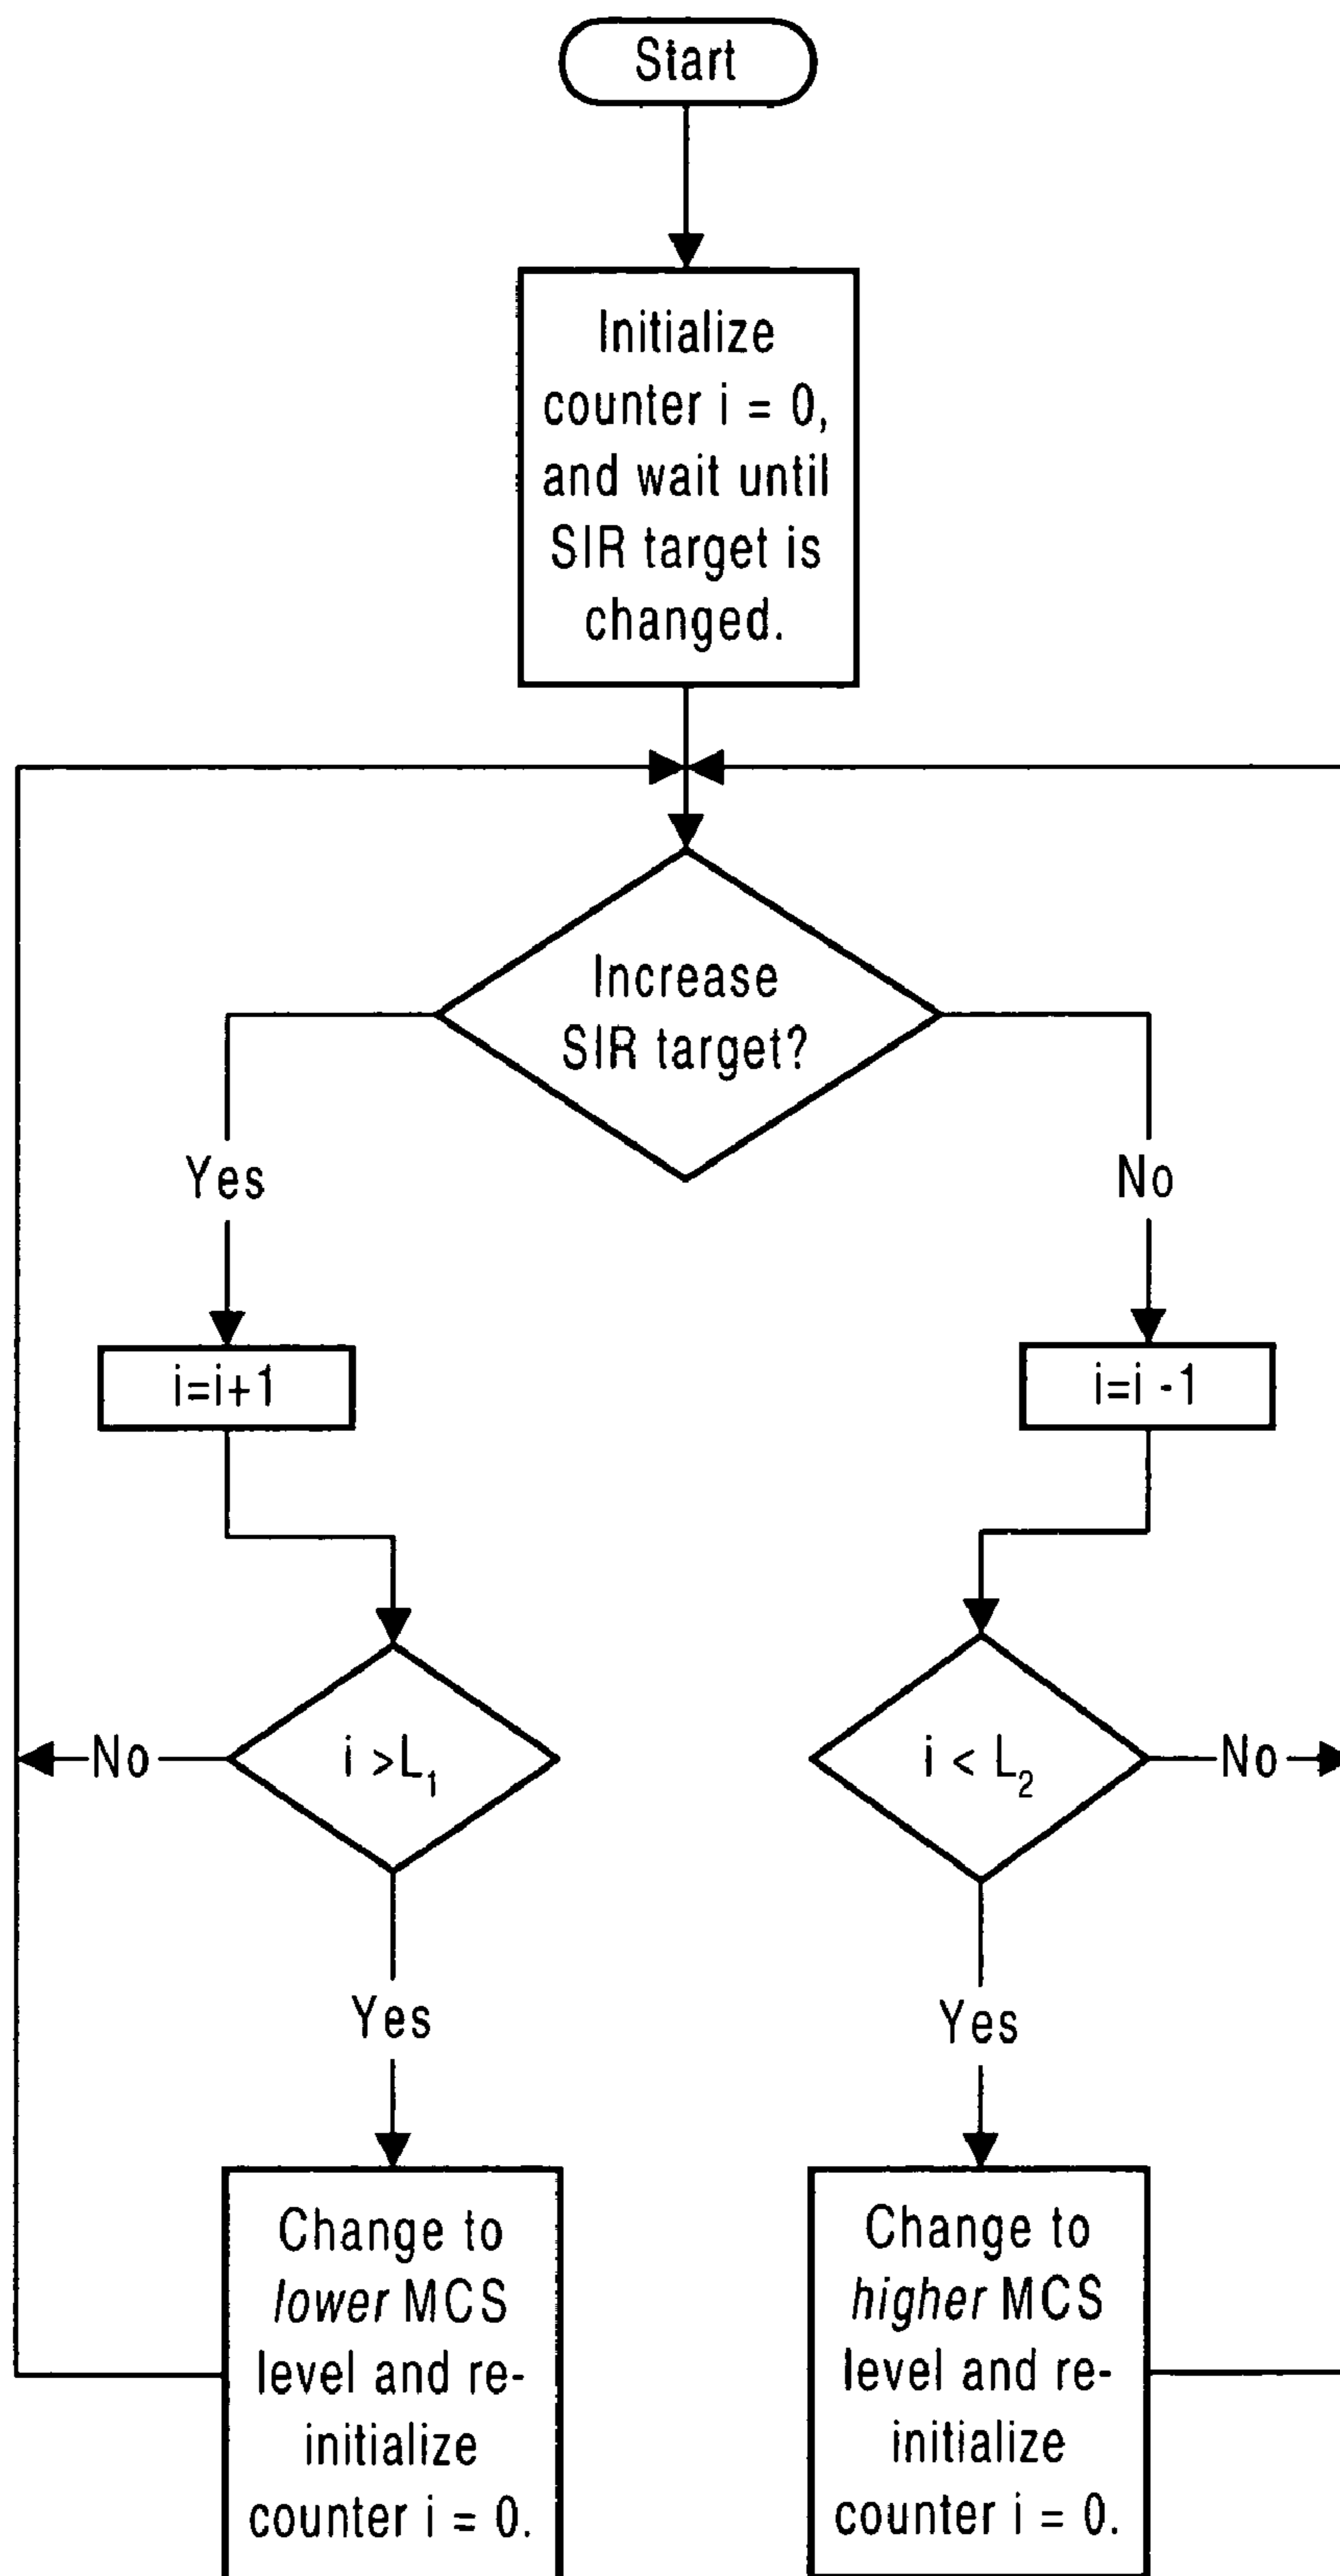 Start
Initialize
counter i = 0,
and wait until
SIR target is
changed.
Increase
SIR target?
Yes
No
i=i+1
i=i -1
No
i >L₁
i < L₂
No
Yes
Yes
Change to
lower MCS
level and re-
initialize
counter i = 0.
Change to
higher MCS
level and re-
initialize
counter i = 0.